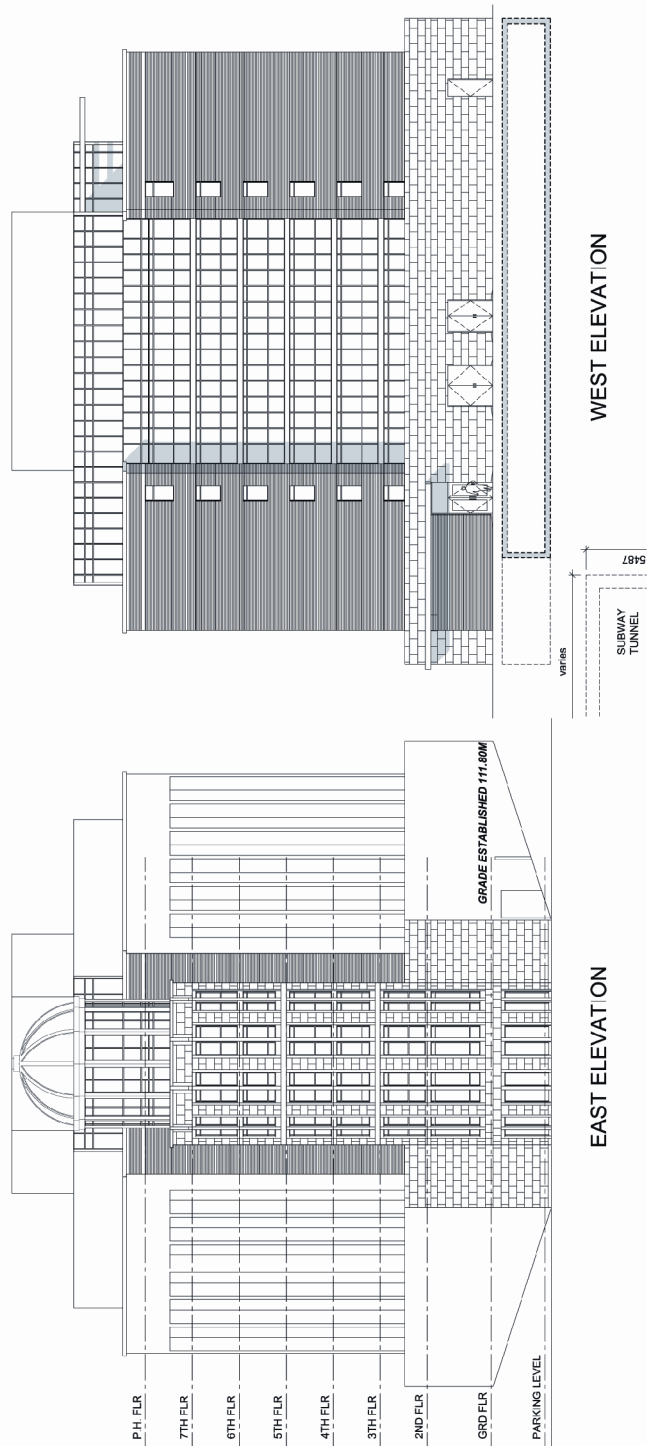 P.H. FLR
7TH FLR
6TH FLR
5TH FLR
4TH FLR
3TH FLR
2ND FLR
GRD FLR
PARKING LEVEL
GRADE ESTABLISHED 111.80M
EAST ELEVATION
varies
5487
SUBWAY
TUNNEL
WEST ELEVATION